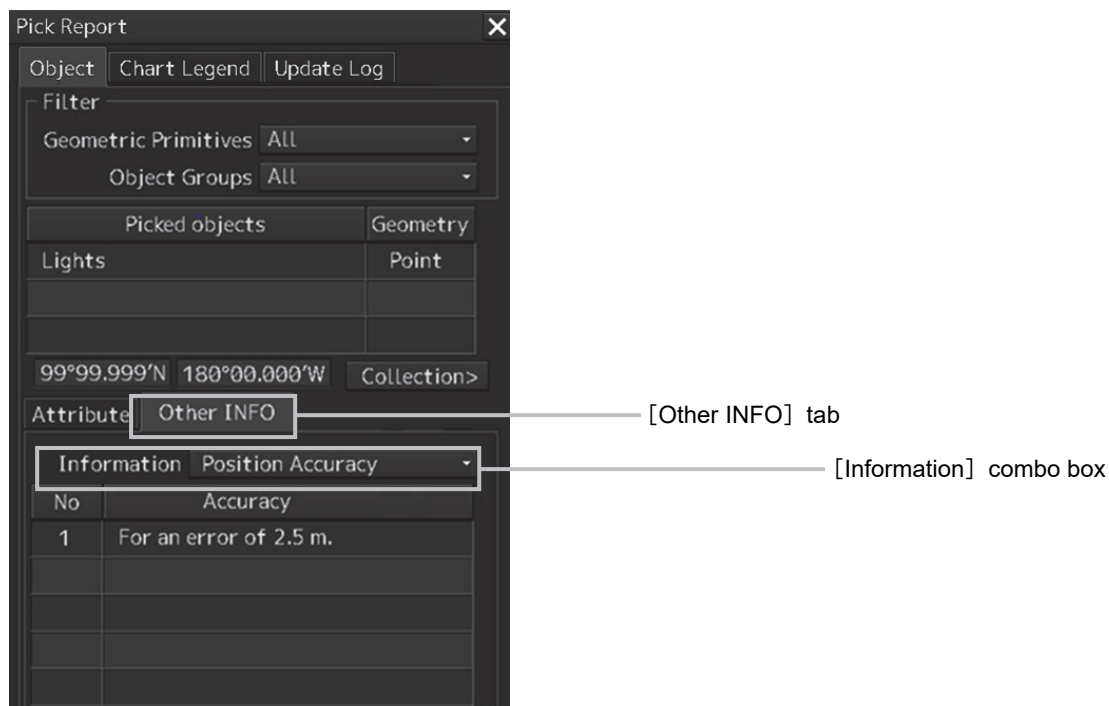 Pick Report
Object Chart Legend Update Log
Filter
Geometric Primitives All
Object Groups All
Picked objects Geometry
Lights Point
99°99.999′N 180°00.000′W Collection>
Attribute Other INFO
［Other INFO］ tab
Information Position Accuracy
［Information］ combo box
No Accuracy
1 For an error of 2.5 m.